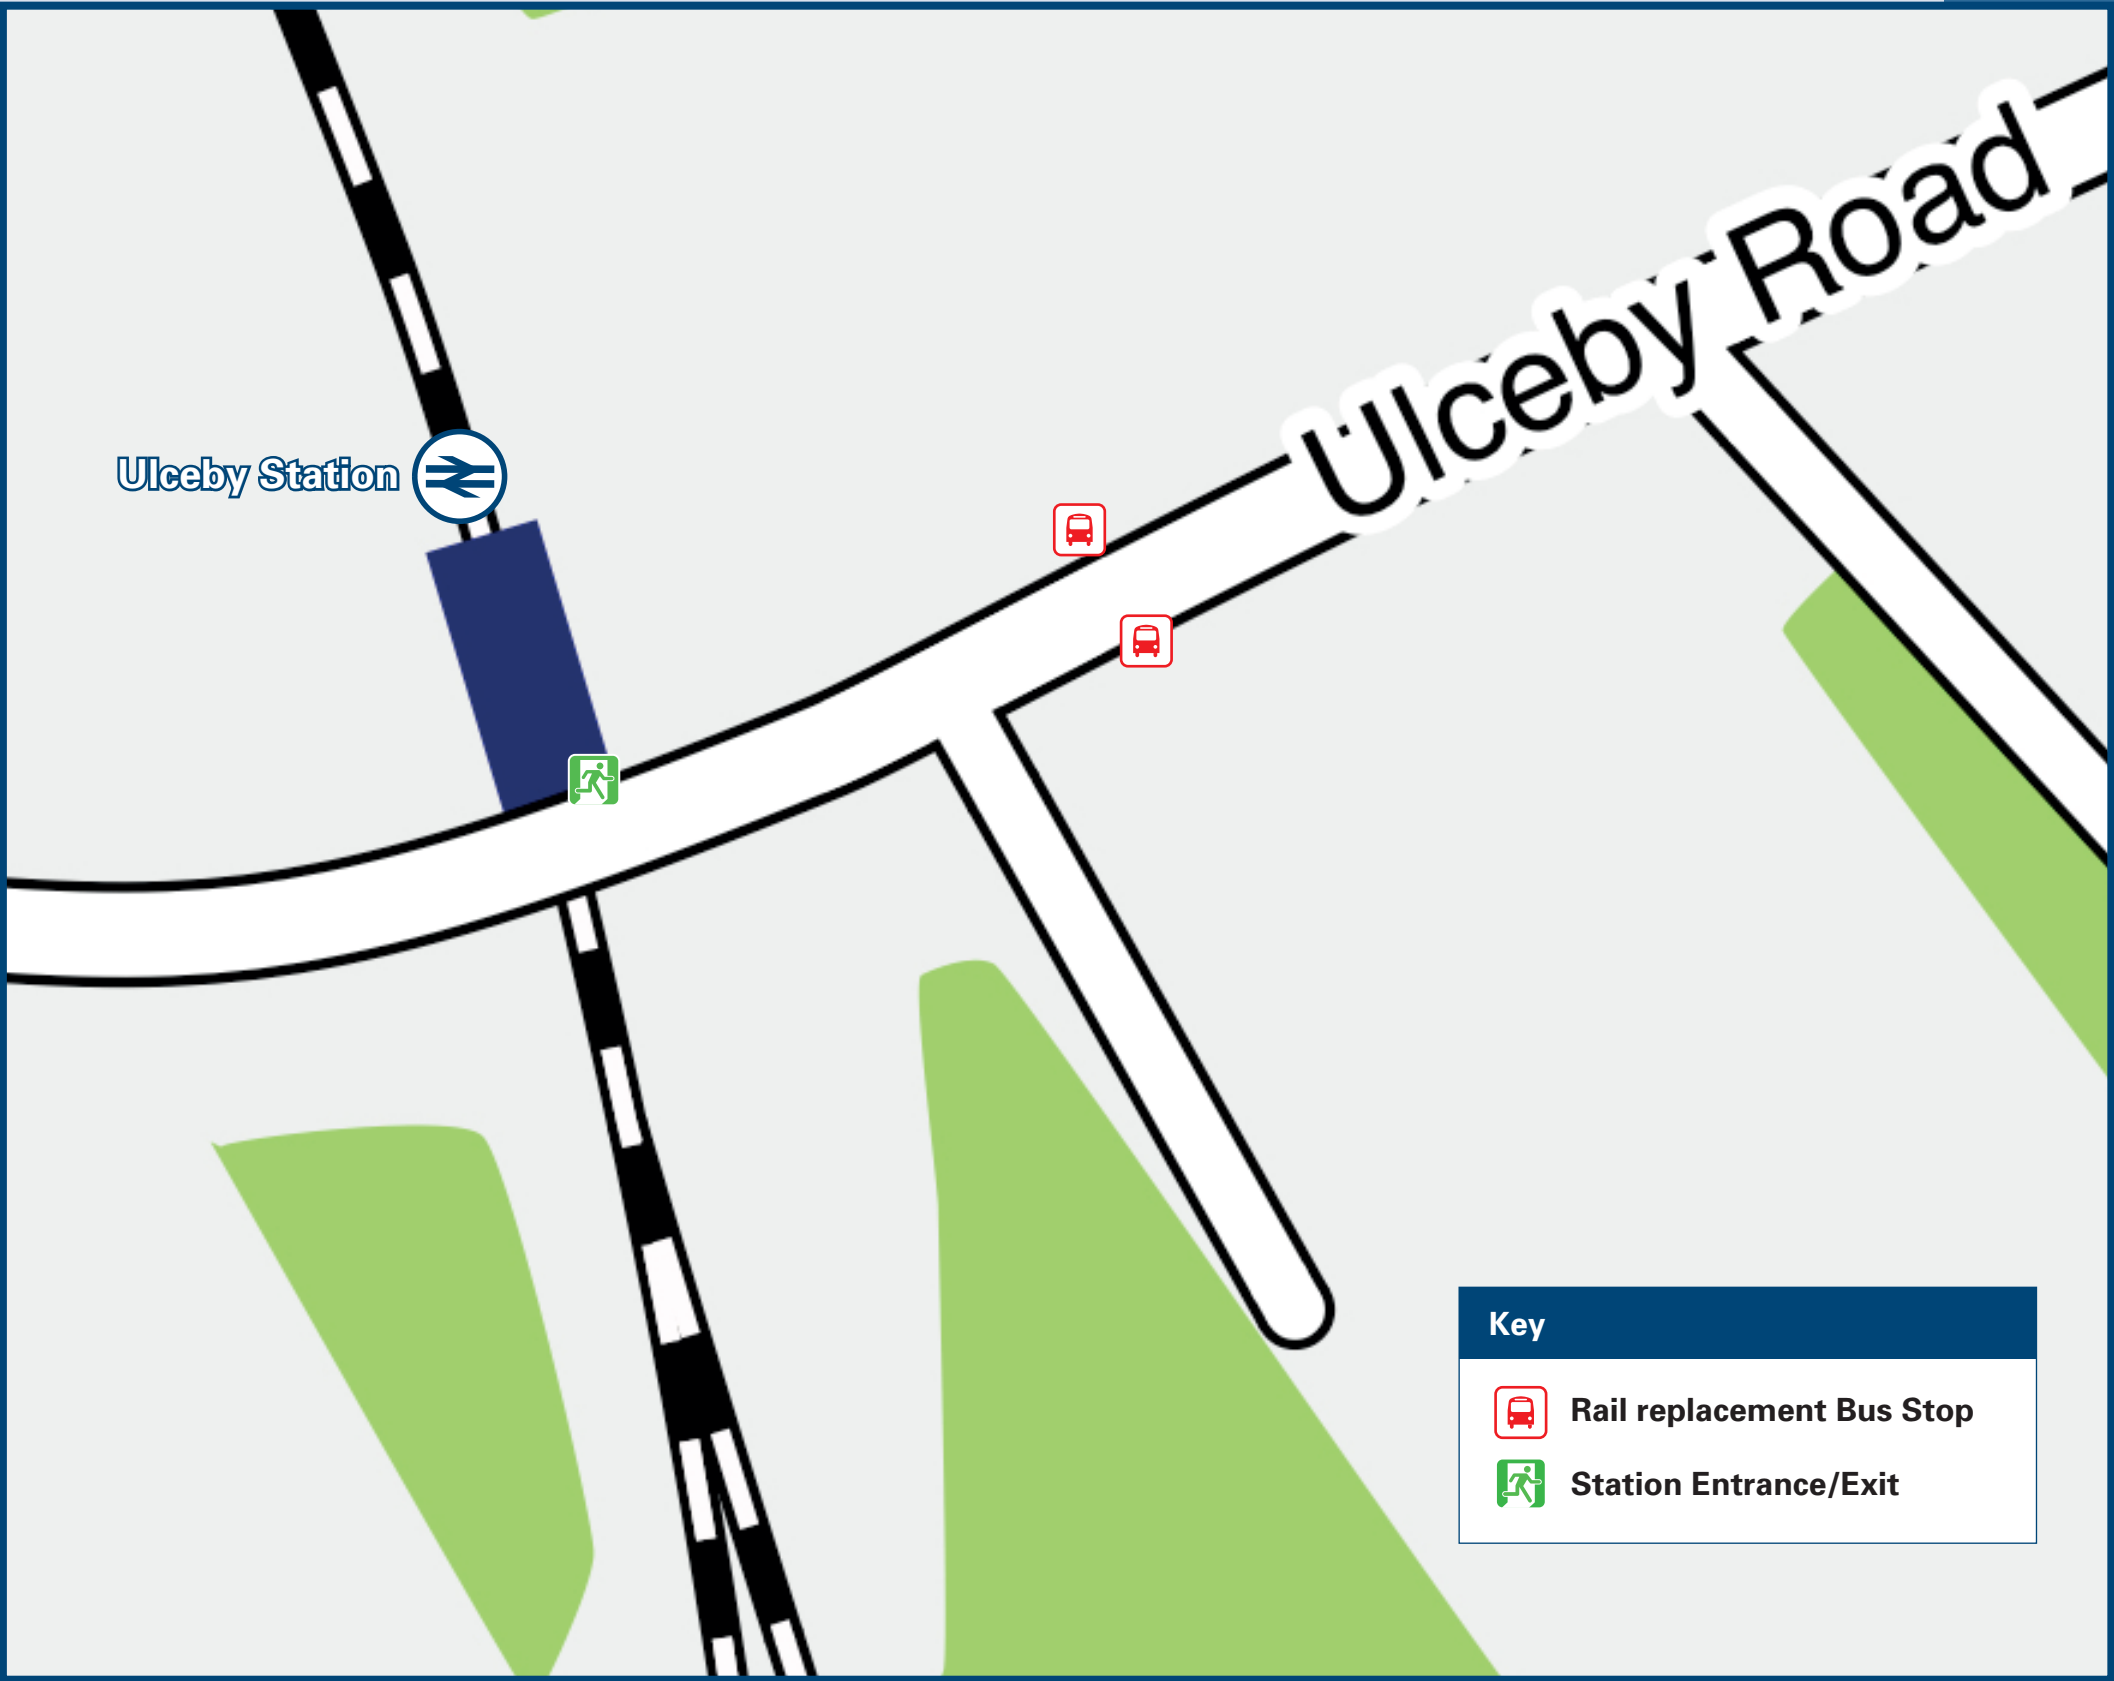 Ulceby Road
Ulceby Station
Key
Rail replacement Bus Stop
Station Entrance/Exit